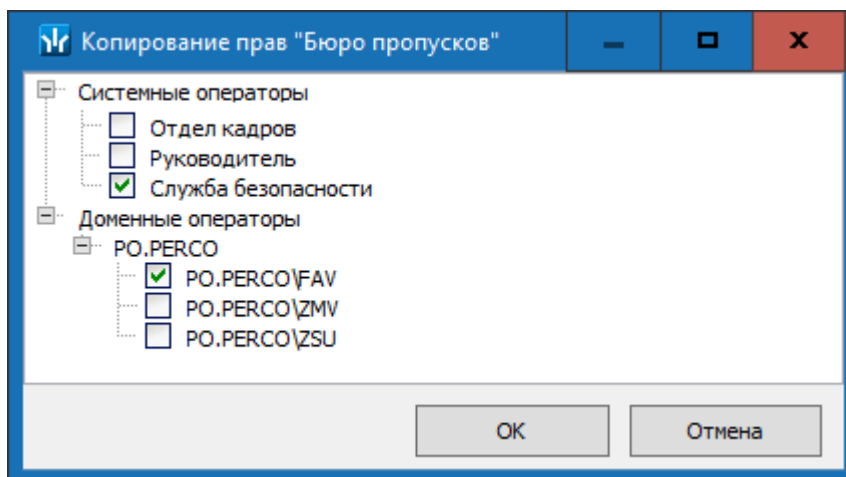 Копирование прав "Бюро пропусков"
Системные операторы
Отдел кадров
Руководитель
Служба безопасности
Доменные операторы
PO.PERCO
PO.PERCO\FAV
PO.PERCO\ZMV
PO.PERCO\ZSU
OK Отмена